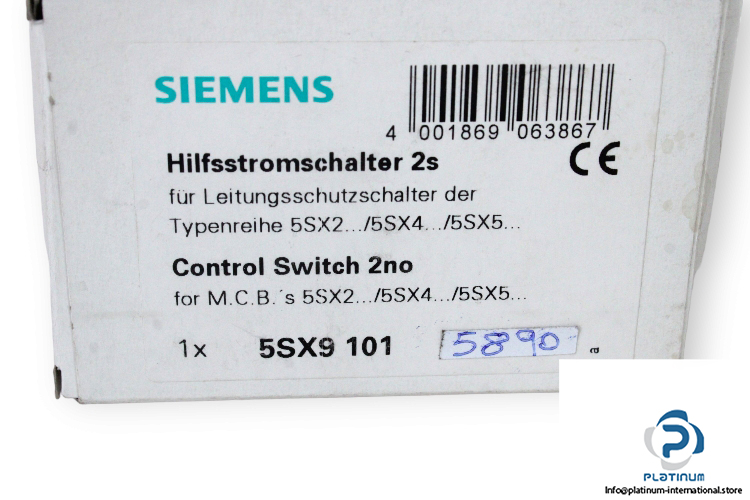 SIEMENS
4 001869 063867
Hilfsstromschalter 2s
CE
für Leitungsschutzschalter der
Typenreihe 5SX2.../5SX4.../5SX5...
Control Switch 2no
for M.C.B.´s 5SX2.../5SX4.../5SX5...
1x 5SX9 101 5890
PLATINUM
Info@platinum-international.store